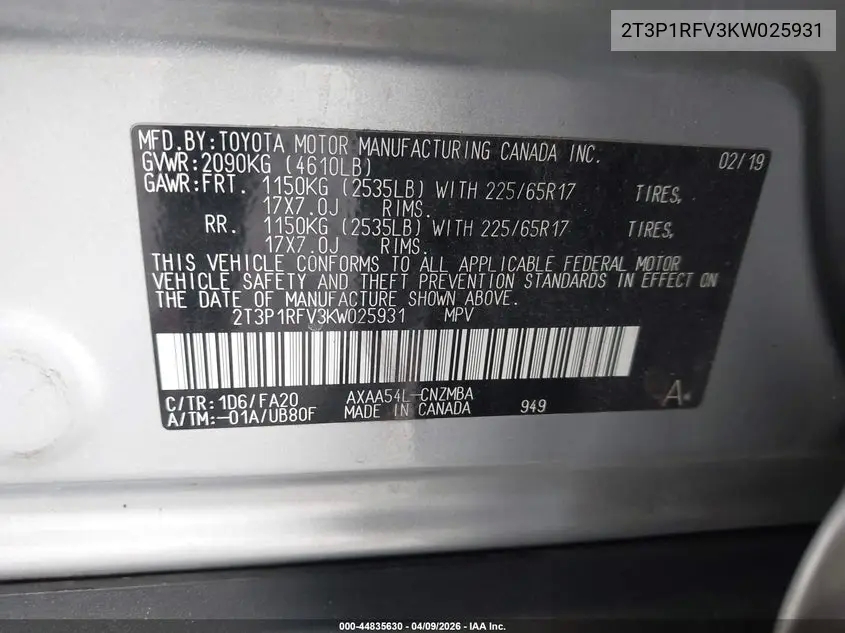 2T3P1RFV3KW025931
MFD.BY:TOYOTA MOTOR MANUFACTURING CANADA INC. 02/19
GVWR:2090KG (4610LB)
GAWR:FRT. 1150KG (2535LB) WITH 225/65R17 TIRES,
17X7.0J RIMS.
RR. 1150KG (2535LB) WITH 225/65R17 TIRES,
17X7.0J RIMS.
THIS VEHICLE CONFORMS TO ALL APPLICABLE FEDERAL MOTOR
VEHICLE SAFETY AND THEFT PREVENTION STANDARDS IN EFFECT ON
THE DATE OF MANUFACTURE SHOWN ABOVE.
2T3P1RFV3KW025931 MPV
C/TR:1D6/FA20 AXAA54L-CNZMBA
A/TM:-01A/UB80F MADE IN CANADA 949 A
000-44835630 - 04/09/2026 - IAA Inc.